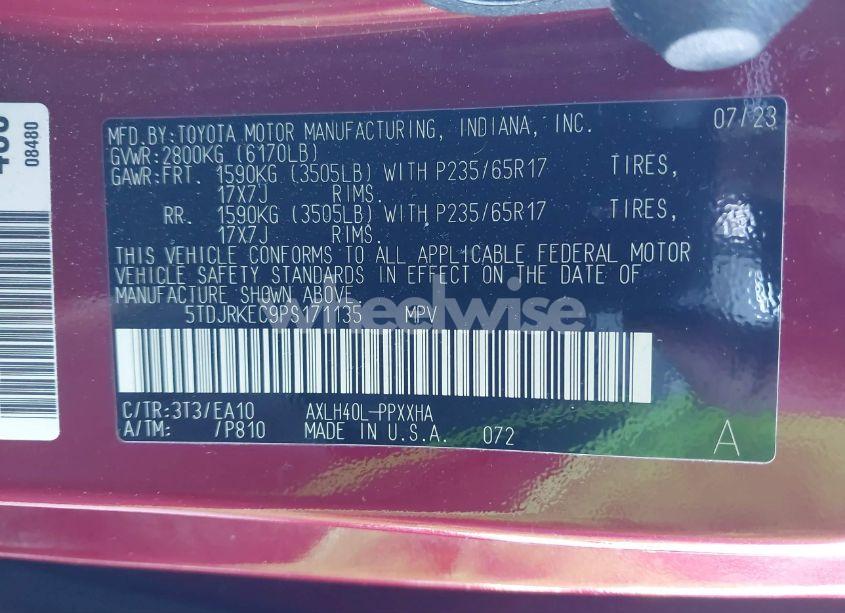 08480
MFD.BY:TOYOTA MOTOR MANUFACTURING, INDIANA, INC. 07/23
GVWR:2800KG (6170LB)
GAWR:FRT. 1590KG (3505LB) WITH P235/65R17 TIRES,
17X7J RIMS.
RR. 1590KG (3505LB) WITH P235/65R17 TIRES,
17X7J RIMS.
THIS VEHICLE CONFORMS TO ALL APPLICABLE FEDERAL MOTOR
VEHICLE SAFETY STANDARDS IN EFFECT ON THE DATE OF
MANUFACTURE SHOWN ABOVE.
5TDJRKEC9PS171135 MPV
C/TR:3T3/EA10 AXLH40L-PPXXHA
A/TM: /P810 MADE IN U.S.A. 072 A